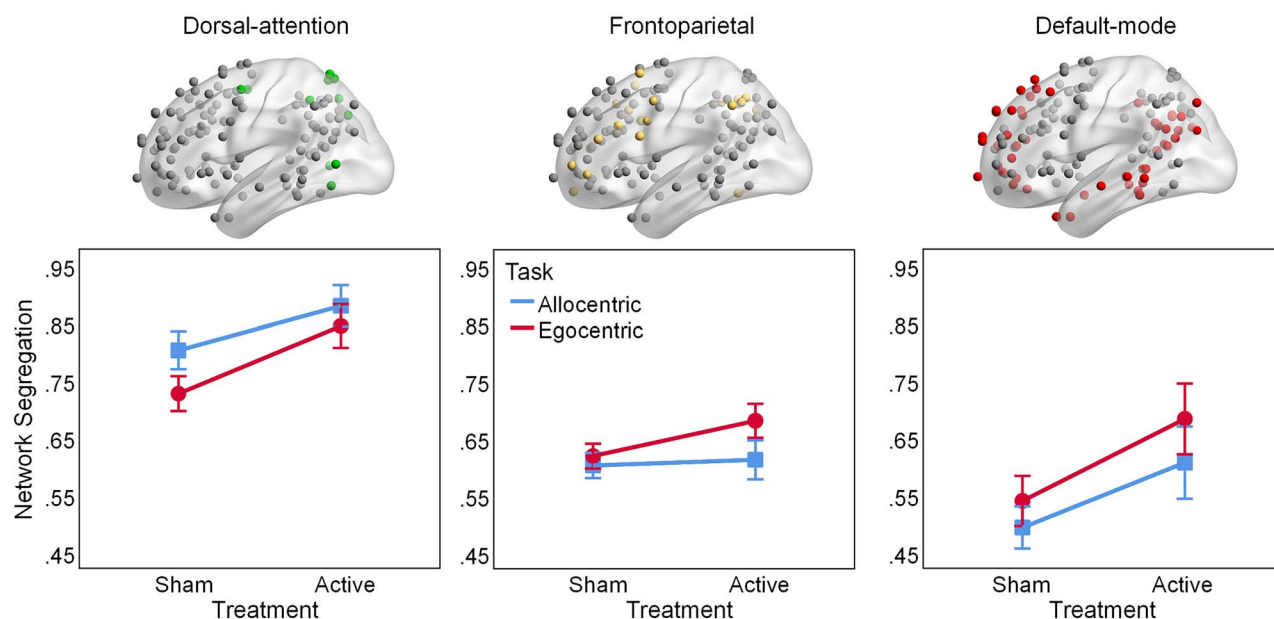 Dorsal-attention
Frontoparietal
Default-mode
Network Segregation
.95
.85
.75
.65
.55
.45
Sham
Active
Treatment
.95
.85
.75
.65
.55
.45
Task
Allocentric
Egocentric
Sham
Active
Treatment
.95
.85
.75
.65
.55
.45
Sham
Active
Treatment